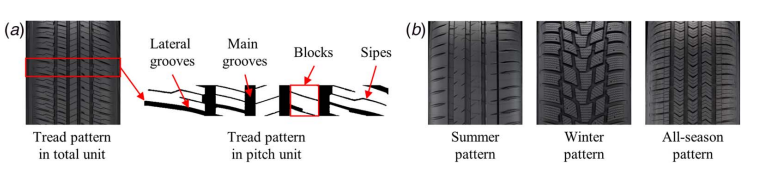 (a)
Lateral
grooves
Main
grooves
Blocks
Sipes
Tread pattern
in total unit
Tread pattern
in pitch unit
(b)
Summer
pattern
Winter
pattern
All-season
pattern